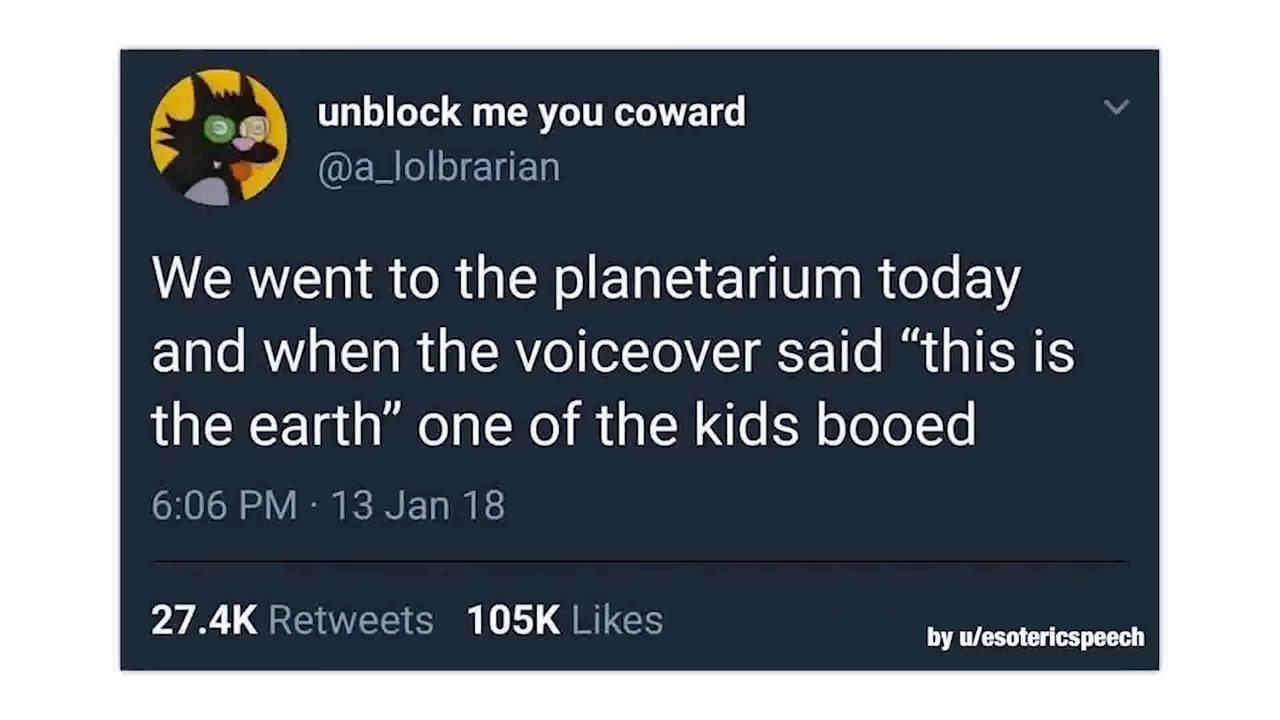 unblock me you coward
@a_lolbrarian
We went to the planetarium today
and when the voiceover said “this is
the earth” one of the kids booed
6:06 PM · 13 Jan 18
27.4K Retweets 105K Likes
by u/esotericspeech